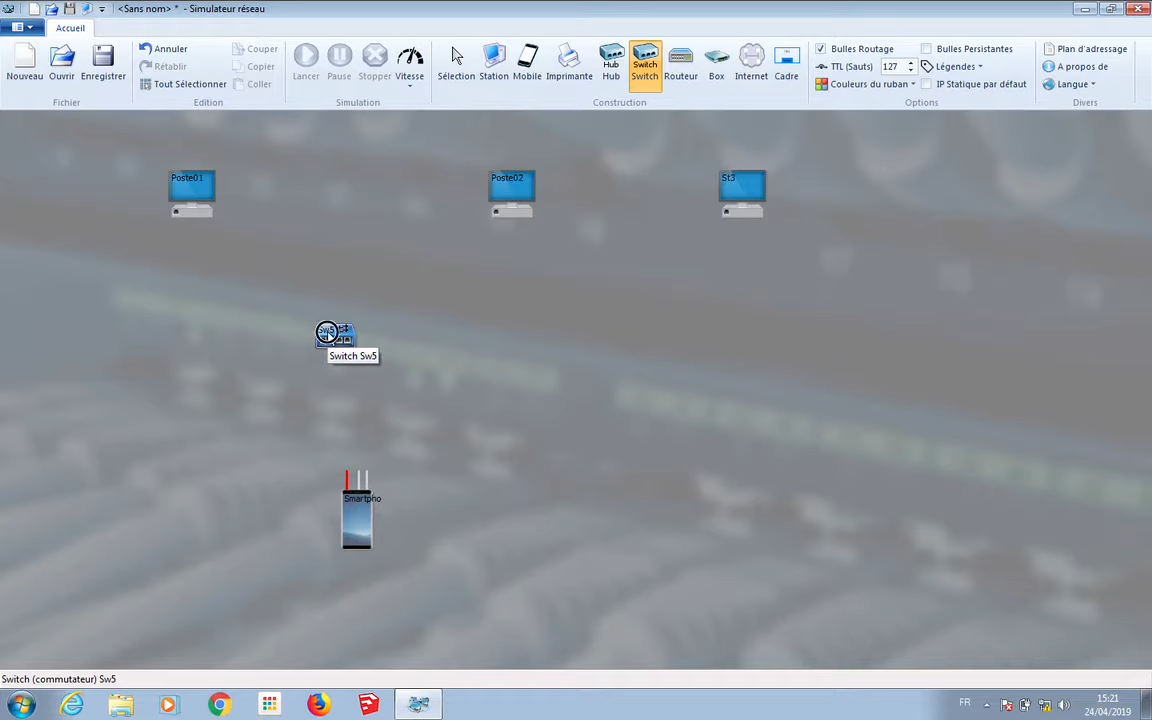 <Sans nom> * - Simulateur réseau
Accueil
Nouveau
Ouvrir
Enregistrer
Fichier
Annuler
Rétablir
Tout Sélectionner
Couper
Copier
Coller
Edition
Lancer
Pause
Stopper
Vitesse
Simulation
Sélection
Station
Mobile
Imprimante
Hub
Hub
Switch
Switch
Routeur
Box
Internet
Cadre
Construction
Bulles Routage
Bulles Persistantes
TTL (Sauts) 127
Légendes
Couleurs du ruban
IP Statique par défaut
Options
Plan d'adressage
A propos de
Langue
Divers
Poste01
Poste02
St3
Sw5
Switch Sw5
Smartpho
Switch (commutateur) Sw5
FR
15:21
24/04/2019